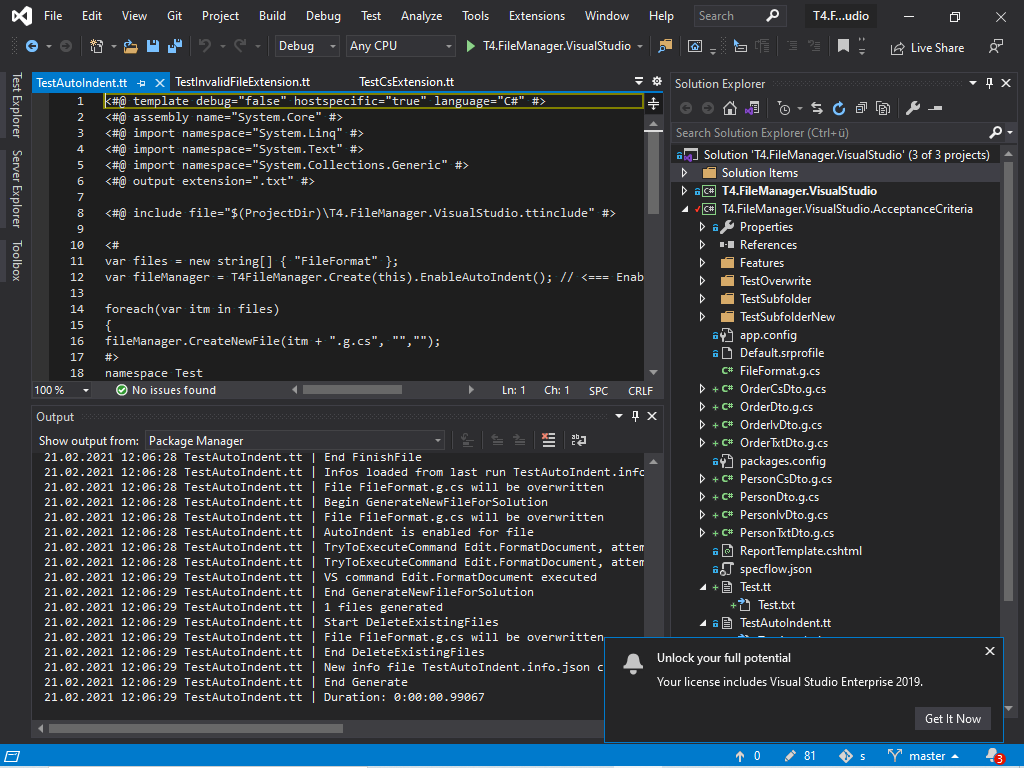 File Edit View Git Project Build Debug Test Analyze Tools Extensions Window Help Search T4.F...udio
Debug Any CPU T4.FileManager.VisualStudio Live Share
Test Explorer
Server Explorer
Toolbox
TestAutoIndent.tt TestInvalidFileExtension.tt TestCsExtension.tt
1 <#@ template debug="false" hostspecific="true" language="C#" #>
2 <#@ assembly name="System.Core" #>
3 <#@ import namespace="System.Linq" #>
4 <#@ import namespace="System.Text" #>
5 <#@ import namespace="System.Collections.Generic" #>
6 <#@ output extension=".txt" #>
7
8 <#@ include file="$(ProjectDir)\T4.FileManager.VisualStudio.ttinclude" #>
9
10 <#
11 var files = new string[] { "FileFormat" };
12 var fileManager = T4FileManager.Create(this).EnableAutoIndent(); // <=== Enab
13
14 foreach(var itm in files)
15 {
16 fileManager.CreateNewFile(itm + ".g.cs", "","");
17 #>
18 namespace Test
100 % No issues found Ln: 1 Ch: 1 SPC CRLF
Output
Show output from: Package Manager
21.02.2021 12:06:28 TestAutoIndent.tt | End FinishFile
21.02.2021 12:06:28 TestAutoIndent.tt | Infos loaded from last run TestAutoIndent.info
21.02.2021 12:06:28 TestAutoIndent.tt | File FileFormat.g.cs will be overwritten
21.02.2021 12:06:28 TestAutoIndent.tt | Begin GenerateNewFileForSolution
21.02.2021 12:06:28 TestAutoIndent.tt | File FileFormat.g.cs will be overwritten
21.02.2021 12:06:28 TestAutoIndent.tt | AutoIndent is enabled for file
21.02.2021 12:06:28 TestAutoIndent.tt | TryToExecuteCommand Edit.FormatDocument, attem
21.02.2021 12:06:28 TestAutoIndent.tt | TryToExecuteCommand Edit.FormatDocument, attem
21.02.2021 12:06:29 TestAutoIndent.tt | VS command Edit.FormatDocument executed
21.02.2021 12:06:29 TestAutoIndent.tt | End GenerateNewFileForSolution
21.02.2021 12:06:29 TestAutoIndent.tt | 1 files generated
21.02.2021 12:06:29 TestAutoIndent.tt | Start DeleteExistingFiles
21.02.2021 12:06:29 TestAutoIndent.tt | File FileFormat.g.cs will be overwritten
21.02.2021 12:06:29 TestAutoIndent.tt | End DeleteExistingFiles
21.02.2021 12:06:29 TestAutoIndent.tt | New info file TestAutoIndent.info.json c
21.02.2021 12:06:29 TestAutoIndent.tt | End Generate
21.02.2021 12:06:29 TestAutoIndent.tt | Duration: 0:00:00.99067
Solution Explorer
Search Solution Explorer (Ctrl+ü)
Solution 'T4.FileManager.VisualStudio' (3 of 3 projects)
Solution Items
C# T4.FileManager.VisualStudio
C# T4.FileManager.VisualStudio.AcceptanceCriteria
Properties
References
Features
TestOverwrite
TestSubfolder
TestSubfolderNew
app.config
Default.srprofile
C# FileFormat.g.cs
+ C# OrderCsDto.g.cs
+ C# OrderDto.g.cs
+ C# OrderIvDto.g.cs
+ C# OrderTxtDto.g.cs
packages.config
+ C# PersonCsDto.g.cs
+ C# PersonDto.g.cs
+ C# PersonIvDto.g.cs
+ C# PersonTxtDto.g.cs
ReportTemplate.cshtml
specflow.json
+ Test.tt
+ Test.txt
TestAutoIndent.tt
Unlock your full potential
Your license includes Visual Studio Enterprise 2019.
Get It Now
0 81 s master 3